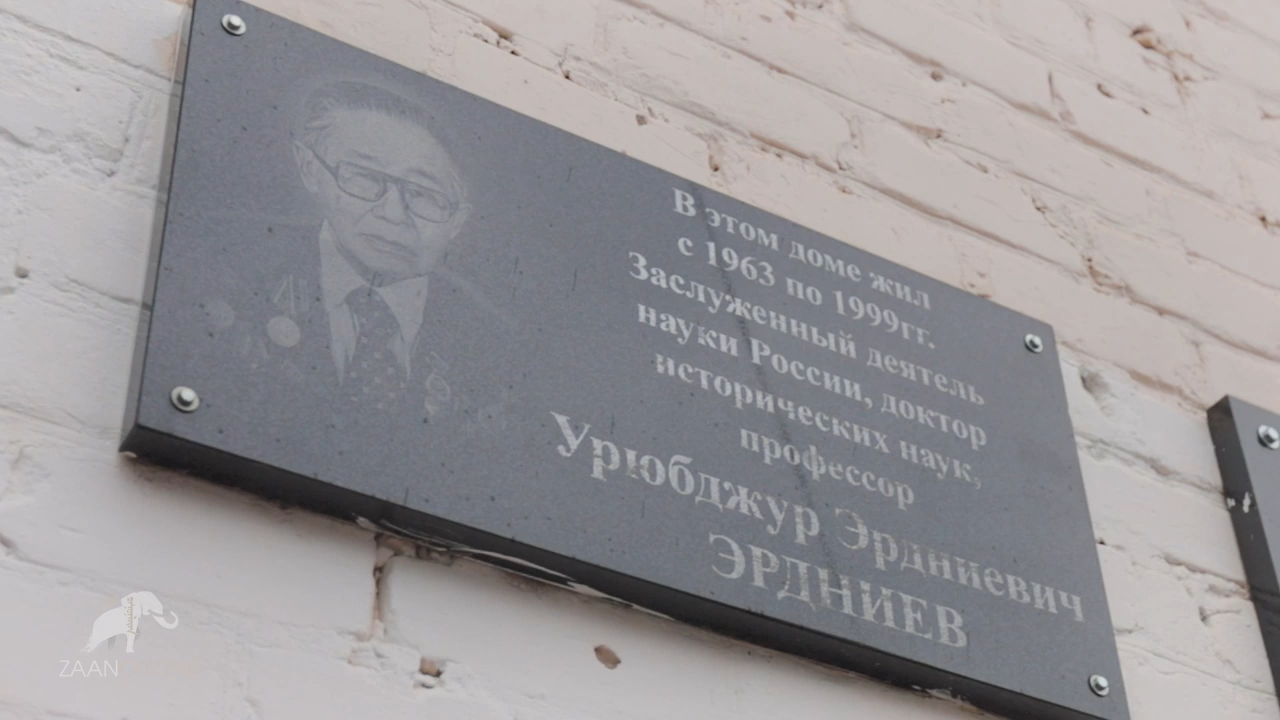 В этом доме жил
с 1963 по 1999гг.
Заслуженный деятель
науки России, доктор
исторических наук,
профессор
Урюбджур Эрдниевич
ЭРДНИЕВ
ZAAN